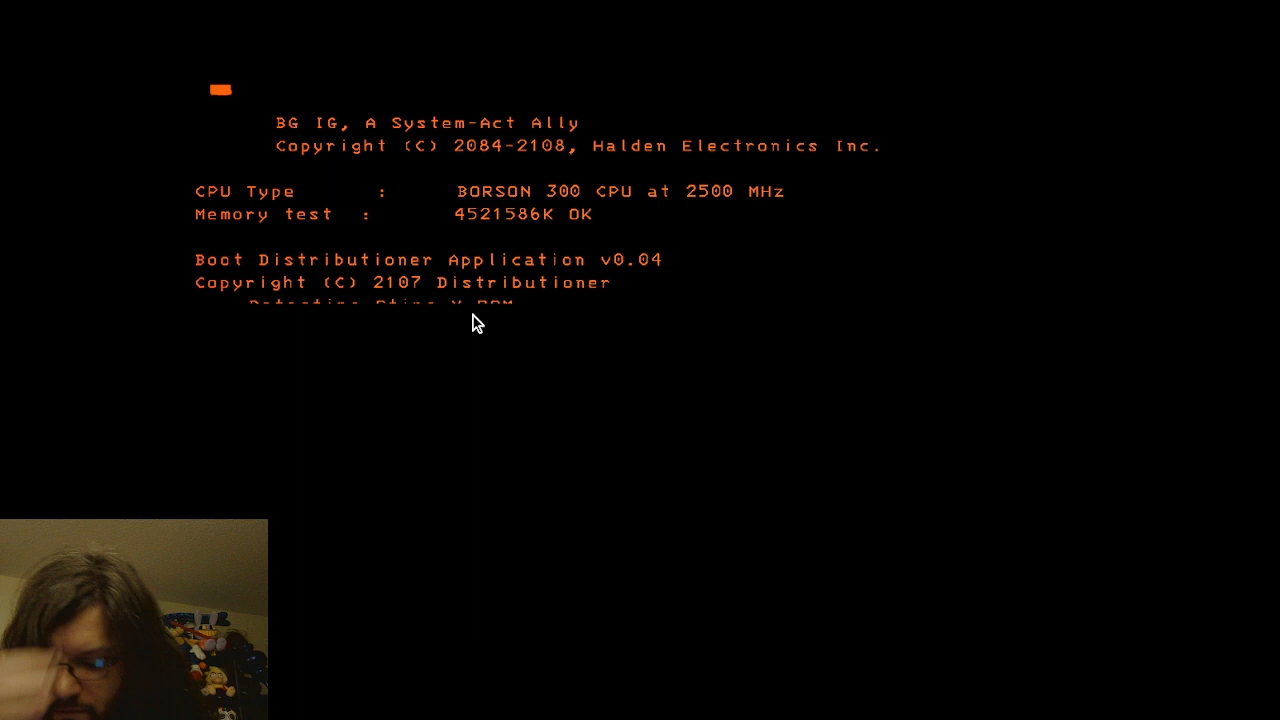 BG IG, A System-Act Ally
Copyright (C) 2084-2108, Halden Electronics Inc.
CPU Type : BORSON 300 CPU at 2500 MHz
Memory test : 4521586K OK
Boot Distributioner Application v0.04
Copyright (C) 2107 Distributioner